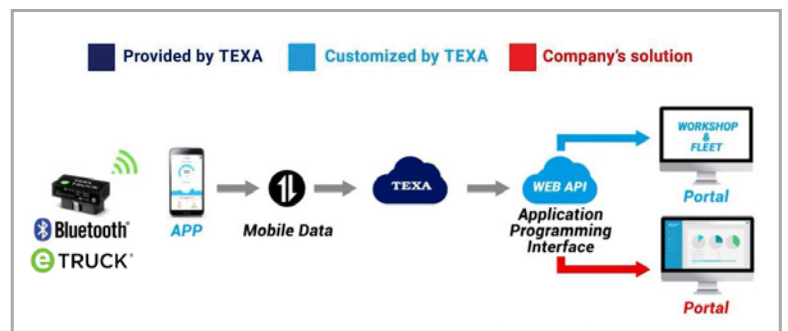 Provided by TEXA
Customized by TEXA
Company's solution
TEXA
TRUCK
Bluetooth®
e TRUCK®
APP
Mobile Data
TEXA
WEB API
Application
Programming
Interface
WORKSHOP
&
FLEET
Portal
Portal